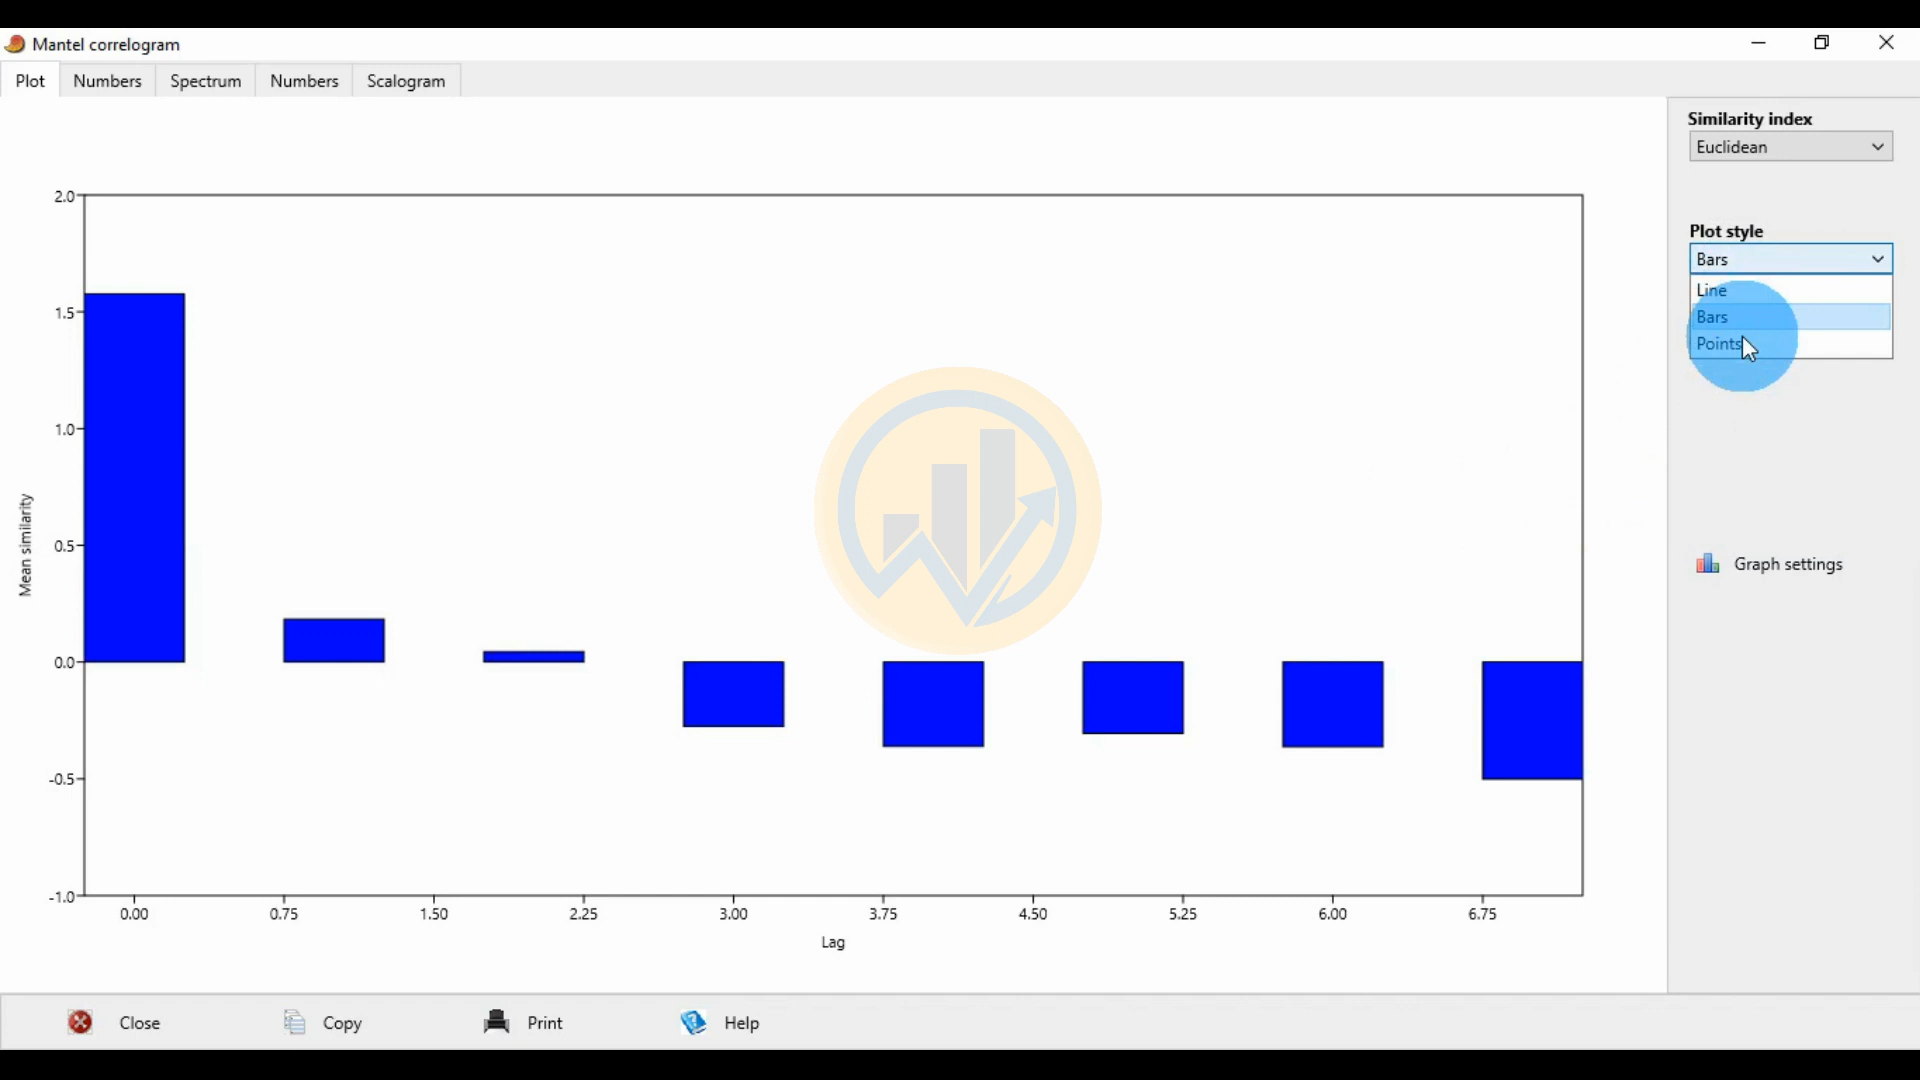 Mantel correlogram
Plot Numbers Spectrum Numbers Scalogram
Similarity index
Euclidean
Plot style
Bars
Line
Bars
Points
2.0
1.5
1.0
0.5
0.0
-0.5
-1.0
Mean similarity
0.00 0.75 1.50 2.25 3.00 3.75 4.50 5.25 6.00 6.75
Lag
Graph settings
Close Copy Print Help